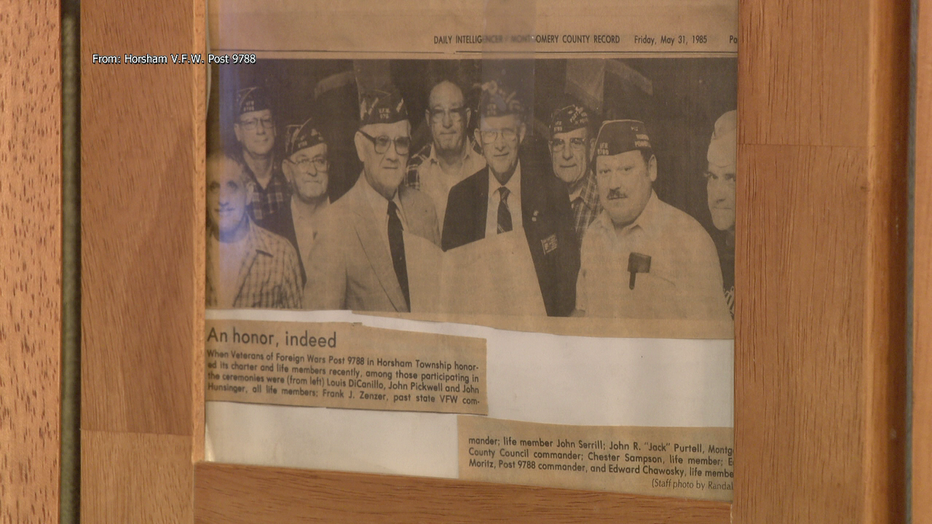 From: Horsham V.F.W. Post 9788
DAILY INTELLIGENCER / MONTGOMERY COUNTY RECORD Friday, May 31, 1985
An honor, indeed
When Veterans of Foreign Wars Post 9788 in Horsham Township honor-
ed its charter and life members recently, among those participating in
the ceremonies were (from left) Louis DiCanilla, John Pickwell and John
Hunsinger, all life members; Frank J. Zenzer, past state VFW com-
mander; life member John Serrill; John R. "Jack" Purtell, Montg
County Council commander; Chester Sampson, life member; E
Moritz, Post 9788 commander, and Edward Chawosky, life membe
(Staff photo by Randal